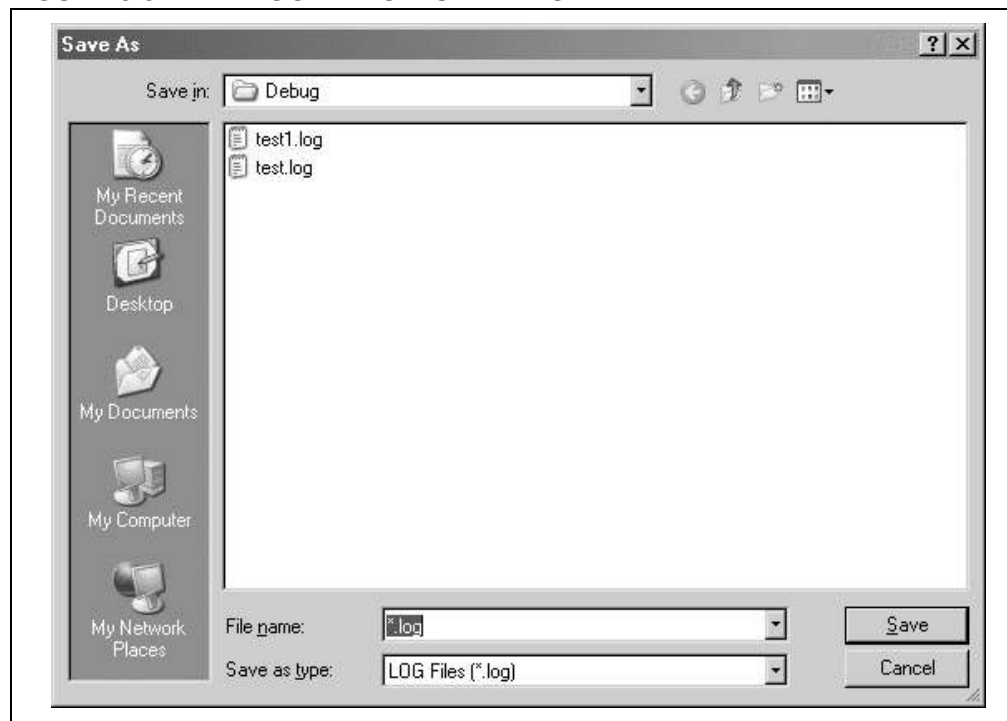 Save As
Save in:
Debug
test1.log
test.log
My Recent
Documents
Desktop
My Documents
My Computer
My Network
Places
File name:
*.log
Save
Save as type:
LOG Files (*.log)
Cancel